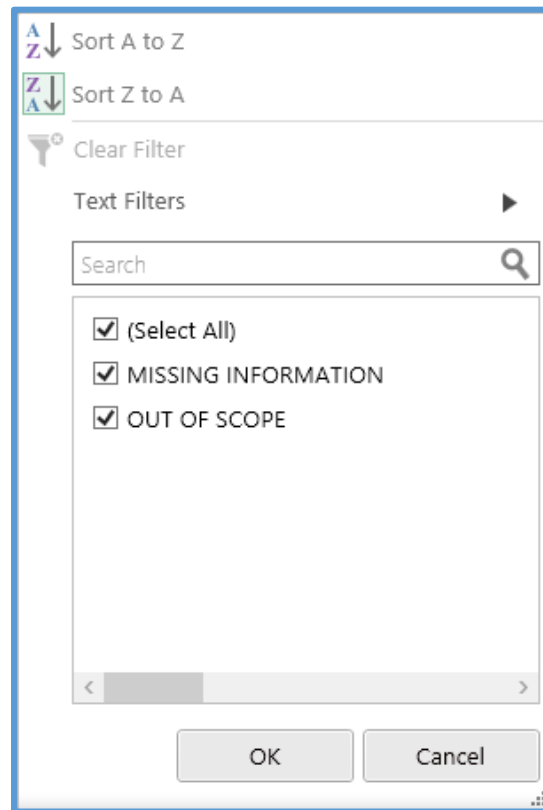 Sort A to Z
Sort Z to A
Clear Filter
Text Filters
Search
(Select All)
MISSING INFORMATION
OUT OF SCOPE
OK Cancel